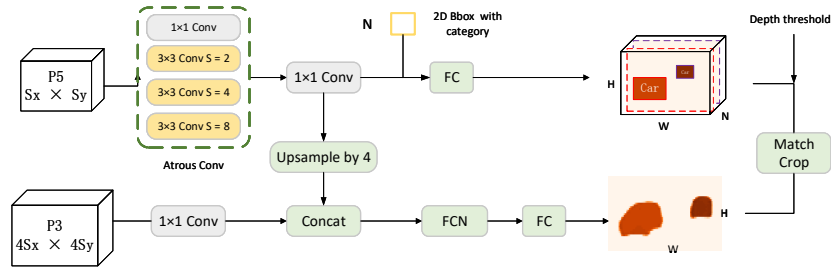 P5
Sx × Sy
1×1 Conv
3×3 Conv S = 2
3×3 Conv S = 4
3×3 Conv S = 8
Atrous Conv
1×1 Conv
N
2D Bbox with
category
FC
H
W
N
Car
Car
Depth threshold
Match
Crop
Upsample by 4
P3
4Sx × 4Sy
1×1 Conv
Concat
FCN
FC
H
W